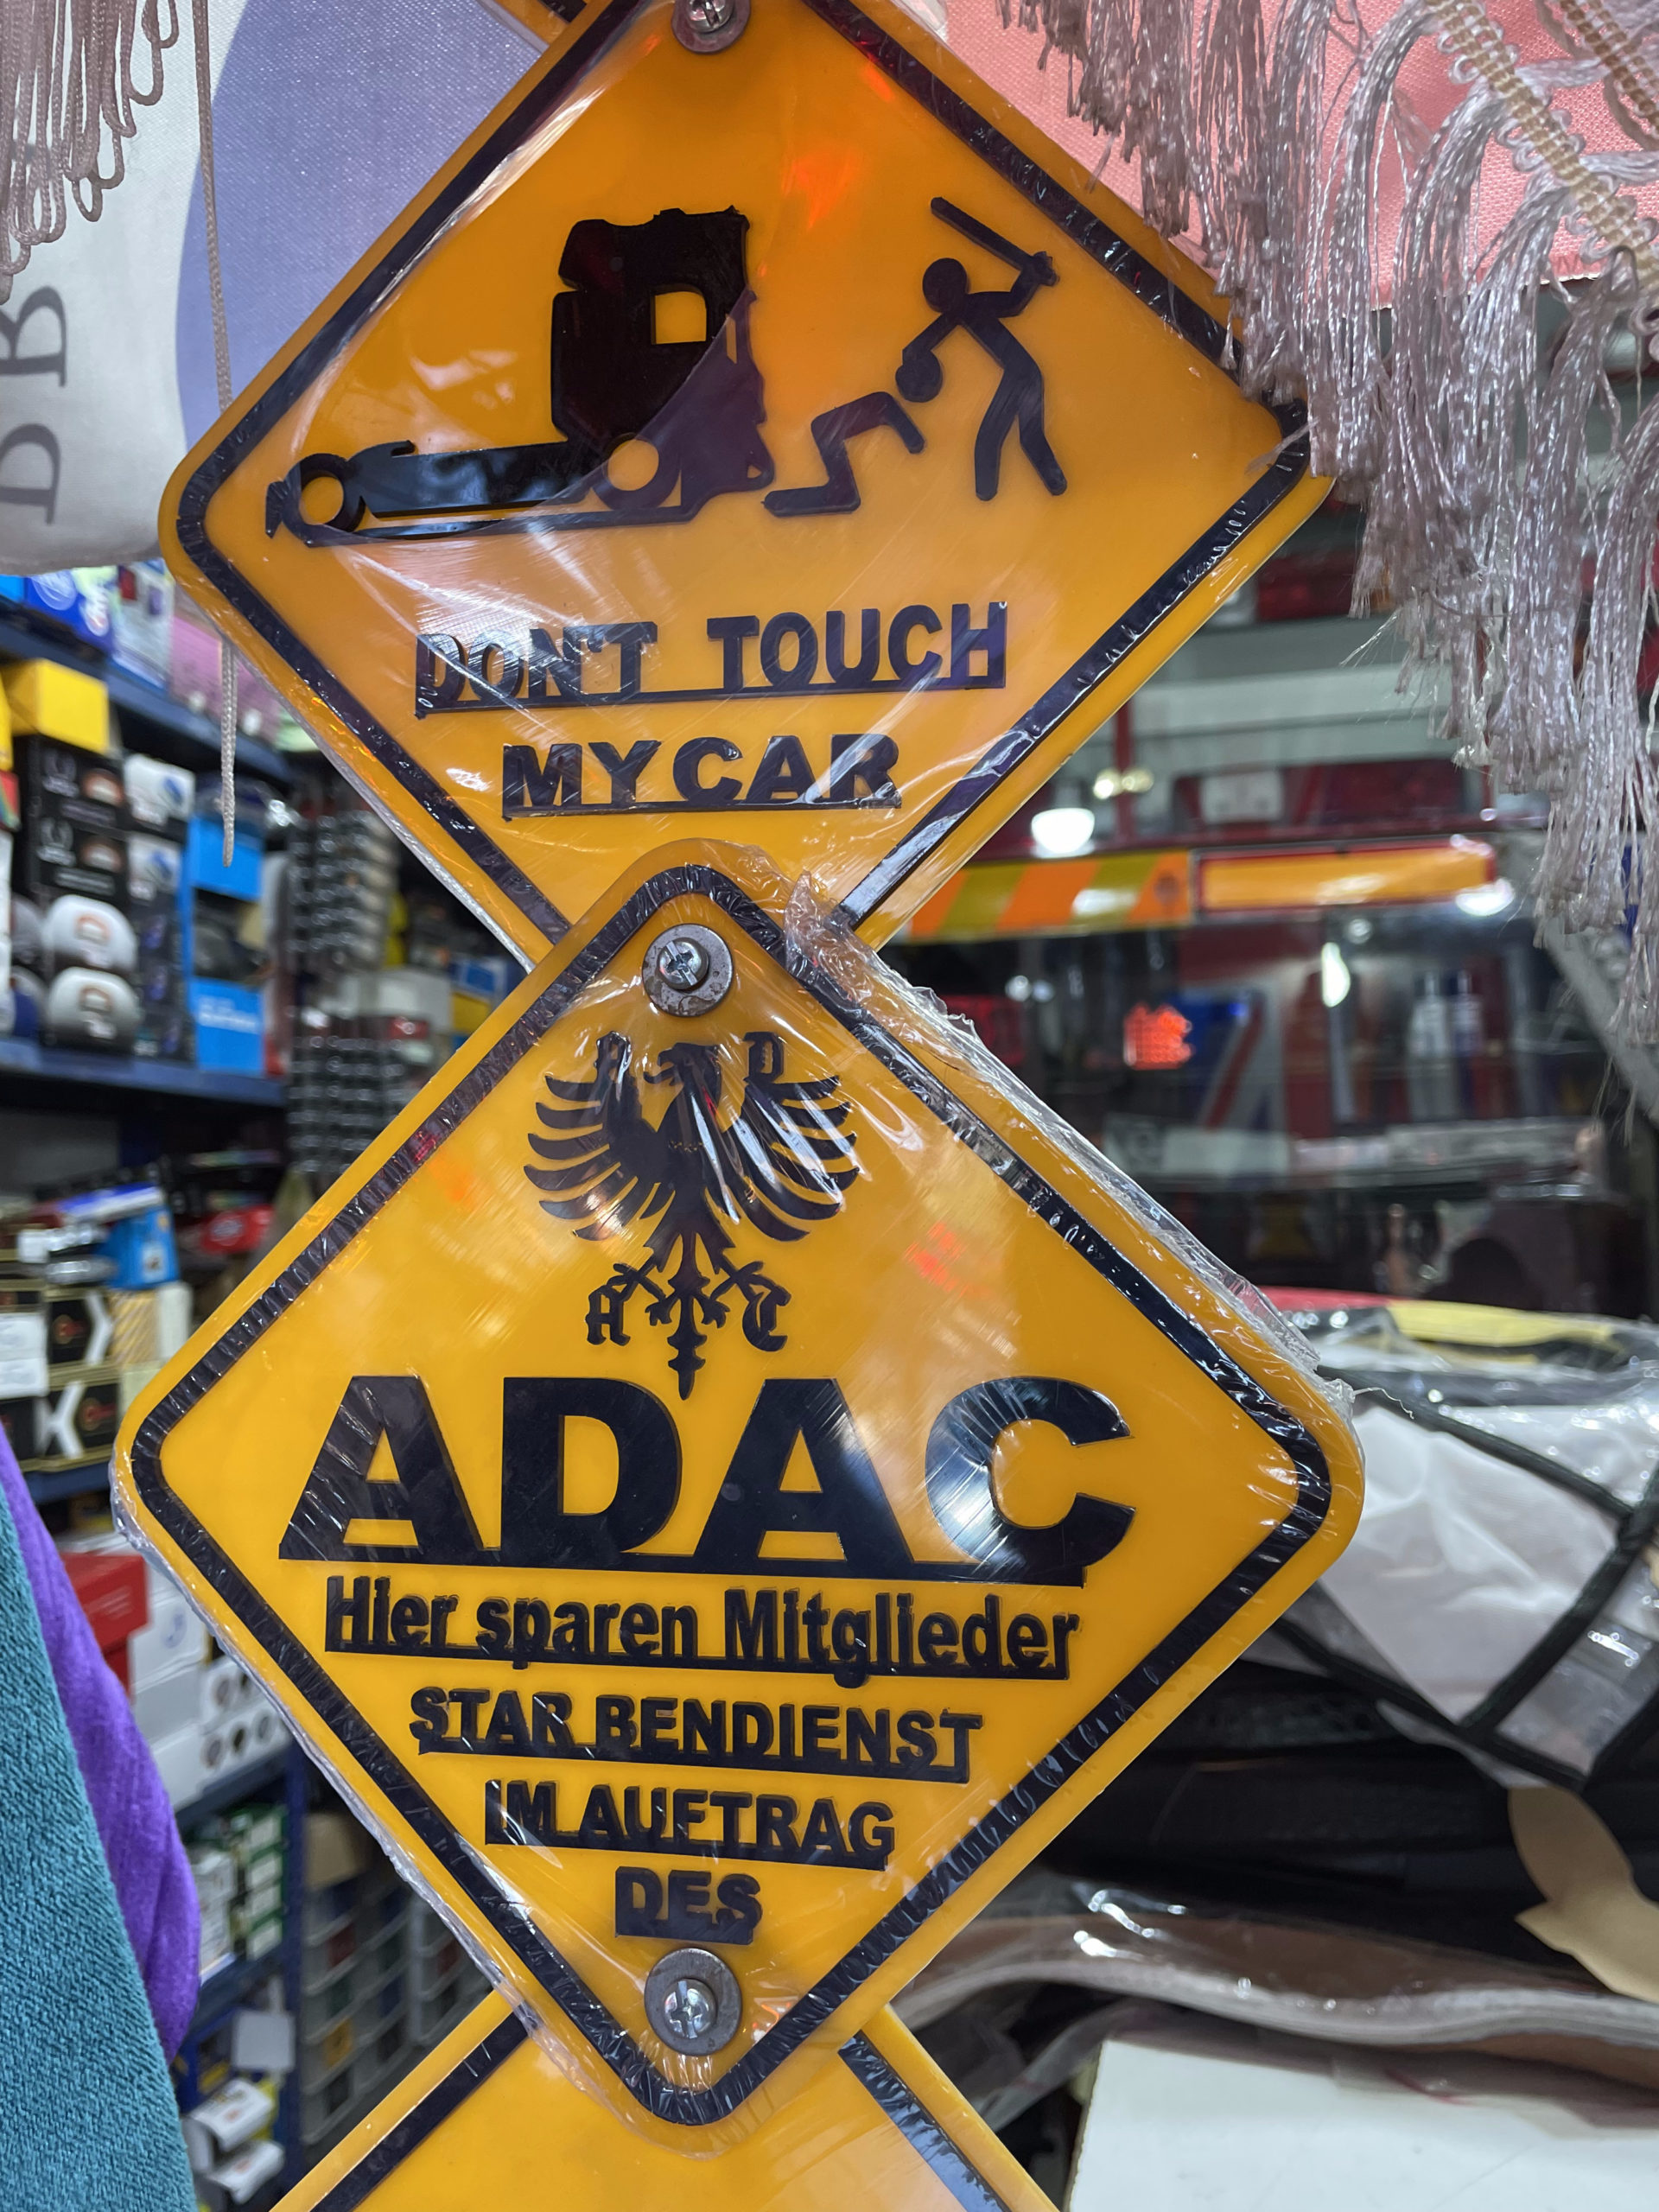 DON'T TOUCH
MY CAR
A D
A C
ADAC
Hier sparen Mitglieder
STAR BENDIENST
IM AUFTRAG
DES